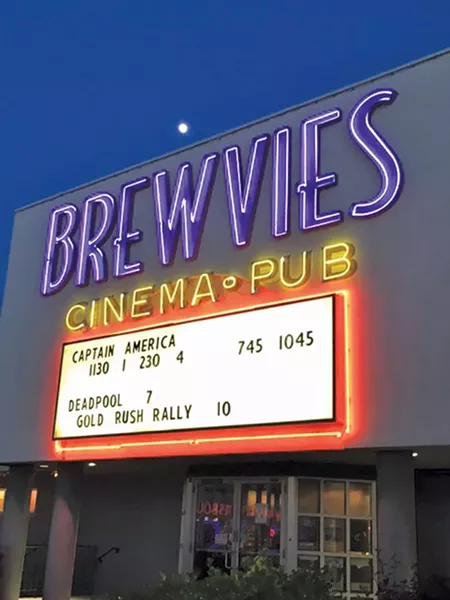 BREWVIES
CINEMA • PUB
CAPTAIN AMERICA 745 1045
1130 1 230 4
DEADPOOL 7
GOLD RUSH RALLY 10